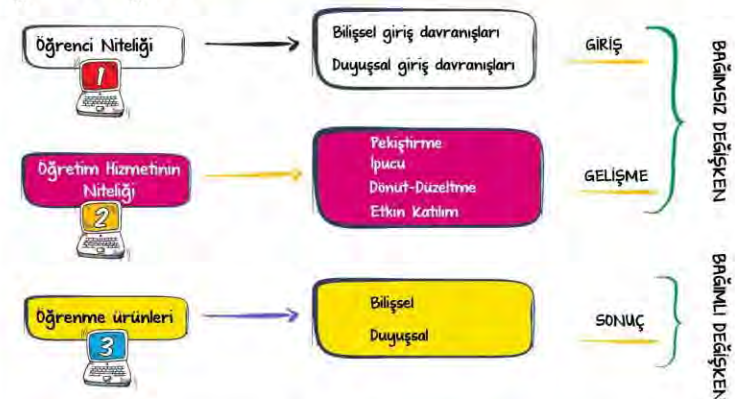 Öğrenci Niteliği
1
Bilişsel giriş davranışları
Duyuşsal giriş davranışları
GİRİŞ
Öğretim Hizmetinin
Niteliği
2
Pekiştirme
İpucu
Dönüt-Düzeltme
Etkin Katılım
GELİŞME
BAĞIMSIZ DEĞİŞKEN
Öğrenme ürünleri
3
Bilişsel
Duyuşsal
SONUÇ
BAĞIMLI DEĞİŞKEN